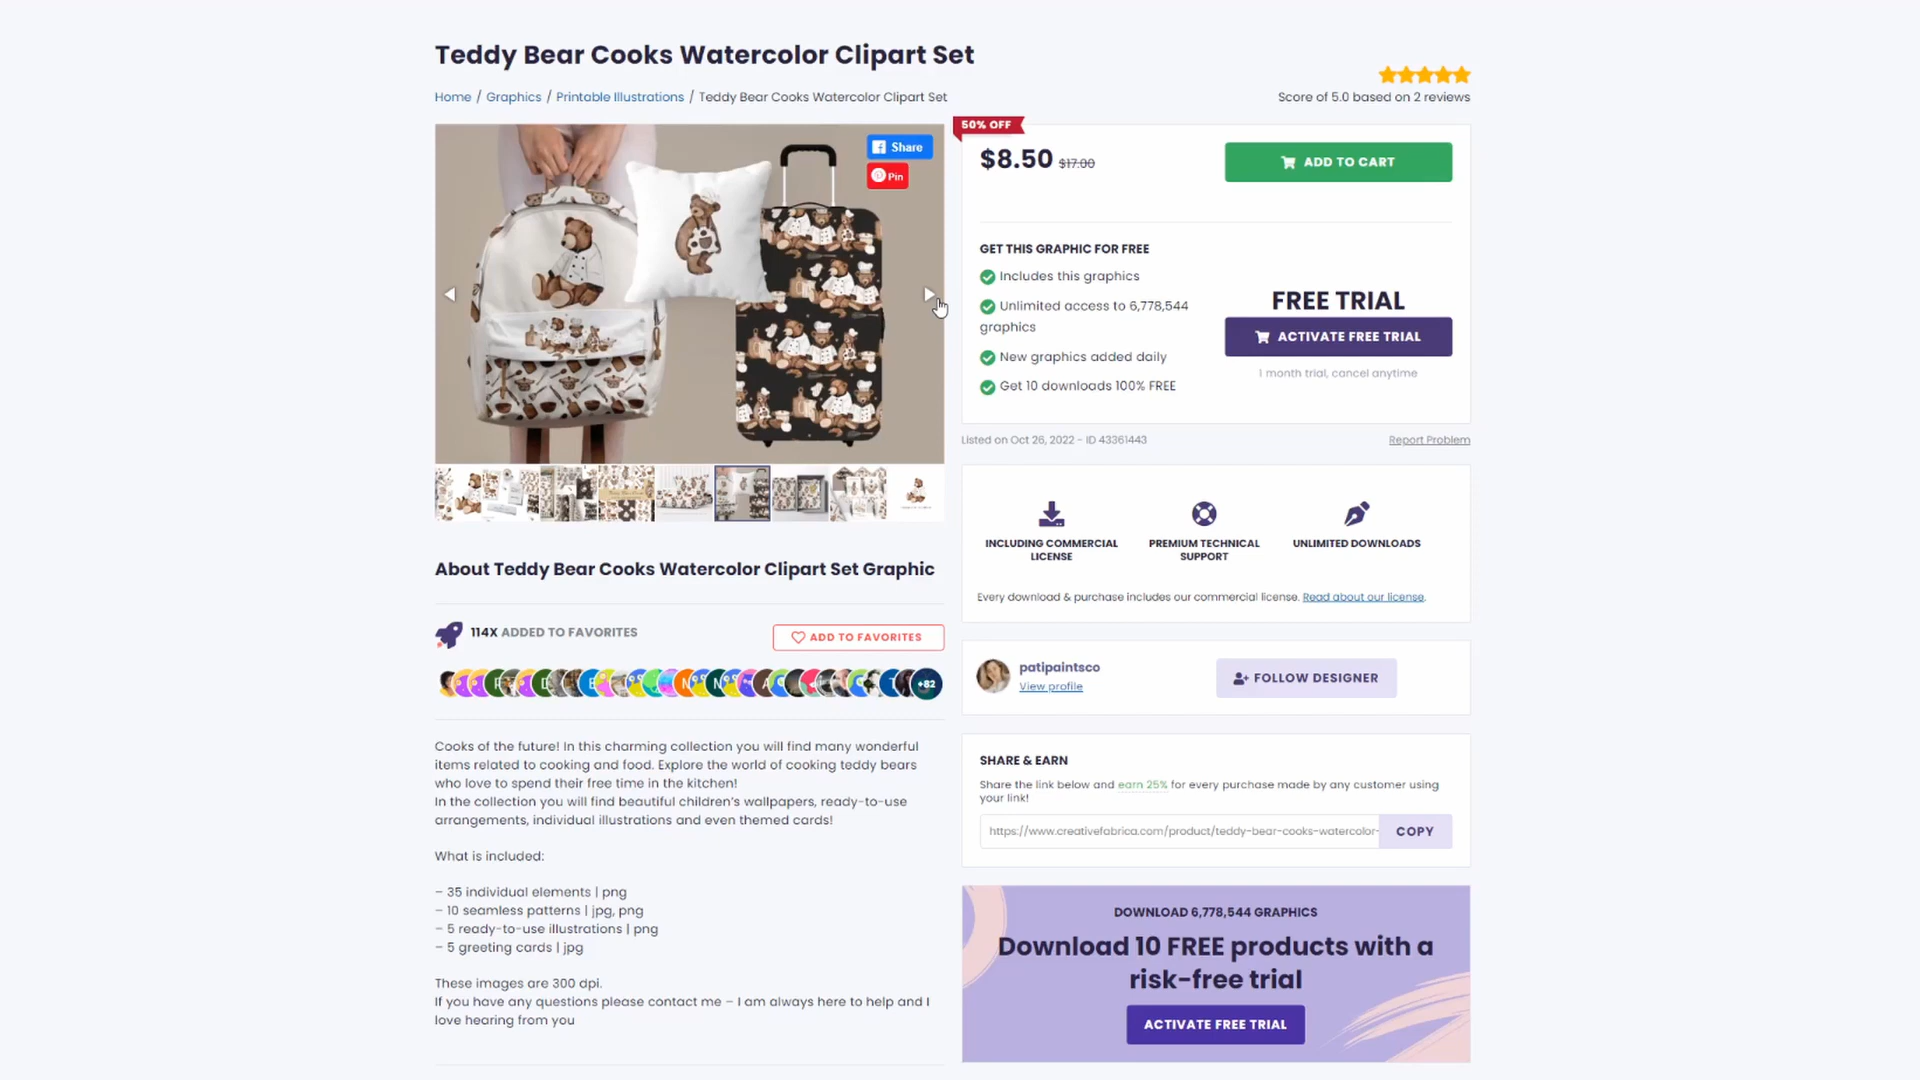 Teddy Bear Cooks Watercolor Clipart Set
Home / Graphics / Printable Illustrations / Teddy Bear Cooks Watercolor Clipart Set
Score of 5.0 based on 2 reviews
Share
Pin
50% OFF
$8.50 $17.00
ADD TO CART
GET THIS GRAPHIC FOR FREE
Includes this graphics
Unlimited access to 6,778,544
graphics
New graphics added daily
Get 10 downloads 100% FREE
FREE TRIAL
ACTIVATE FREE TRIAL
1 month trial, cancel anytime
Listed on Oct 26, 2022 - ID 43361443
Report Problem
INCLUDING COMMERCIAL
LICENSE
PREMIUM TECHNICAL
SUPPORT
UNLIMITED DOWNLOADS
Every download & purchase includes our commercial license. Read about our license.
About Teddy Bear Cooks Watercolor Clipart Set Graphic
114X ADDED TO FAVORITES
ADD TO FAVORITES
+82
Cooks of the future! In this charming collection you will find many wonderful
items related to cooking and food. Explore the world of cooking teddy bears
who love to spend their free time in the kitchen!
In the collection you will find beautiful children's wallpapers, ready-to-use
arrangements, individual illustrations and even themed cards!
What is included:
– 35 individual elements | png
– 10 seamless patterns | jpg, png
– 5 ready-to-use illustrations | png
– 5 greeting cards | jpg
These images are 300 dpi.
If you have any questions please contact me – I am always here to help and I
love hearing from you
patipaintsco
View profile
FOLLOW DESIGNER
SHARE & EARN
Share the link below and earn 25% for every purchase made by any customer using
your link!
https://www.creativefabrica.com/product/teddy-bear-cooks-watercolor-
COPY
DOWNLOAD 6,778,544 GRAPHICS
Download 10 FREE products with a
risk-free trial
ACTIVATE FREE TRIAL